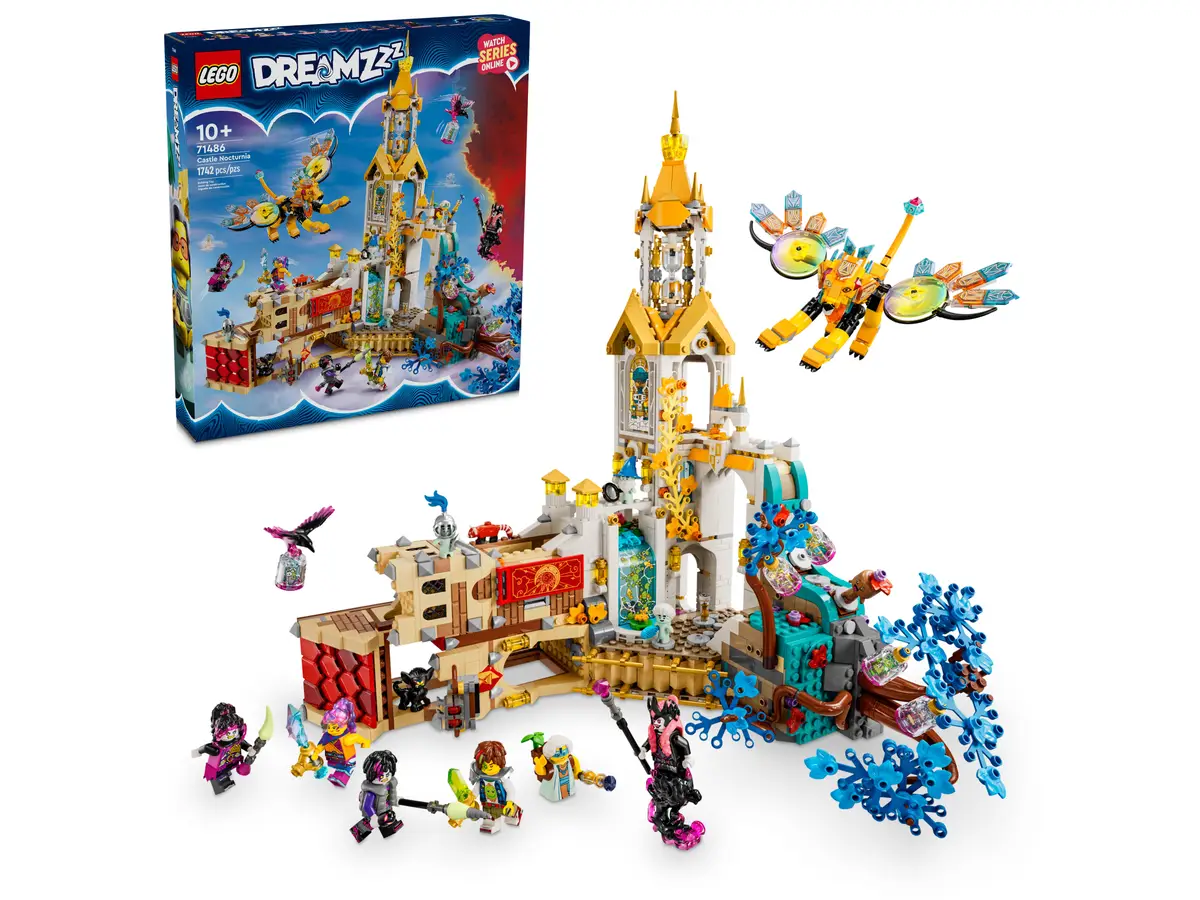 LEGO
DREAMZzz
WATCH
SERIES
ONLINE
10+
71486
Castle Nocturnia
1742 pcs/pzs